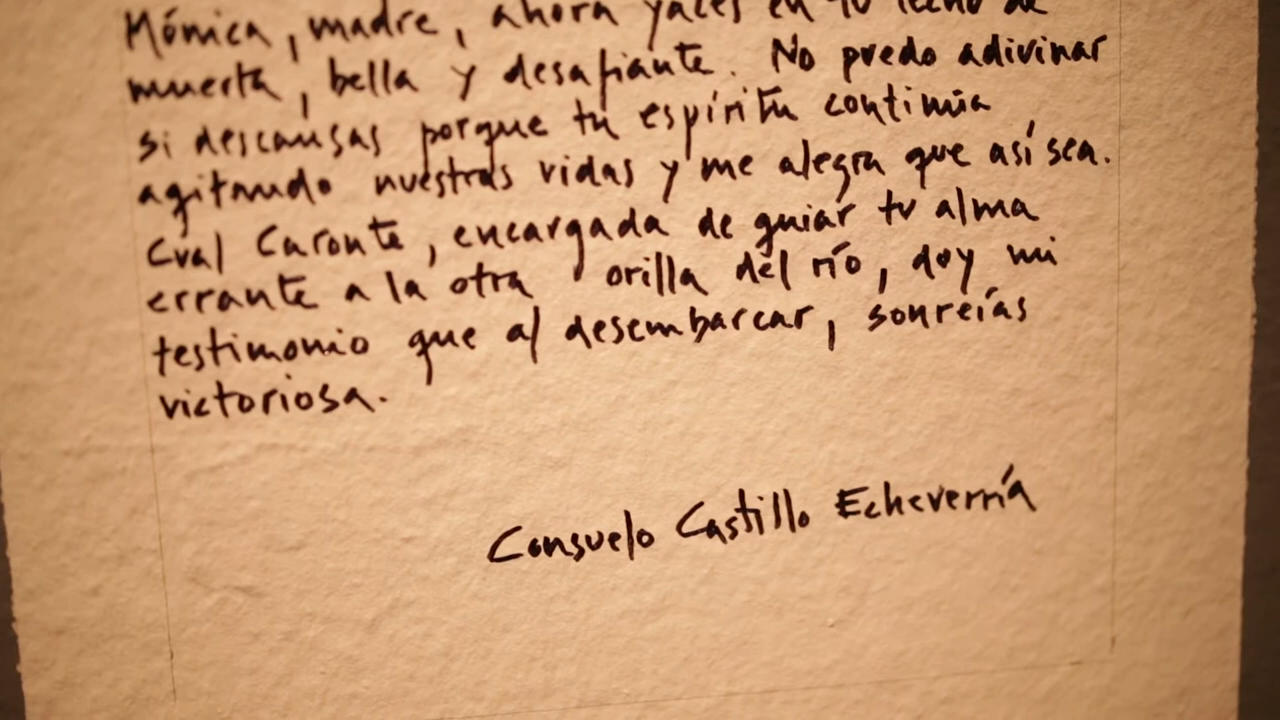 Mónica, madre, ahora yaces en tu lecho de
muerta, bella y desafiante. No puedo adivinar
si descansas porque tu espíritu continúa
agitando nuestras vidas y me alegra que así sea.
Cual Caronte, encargada de guiar tu alma
errante a la otra orilla del río, doy mi
testimonio que al desembarcar, sonreías
victoriosa.
Consuelo Castillo Echeverría